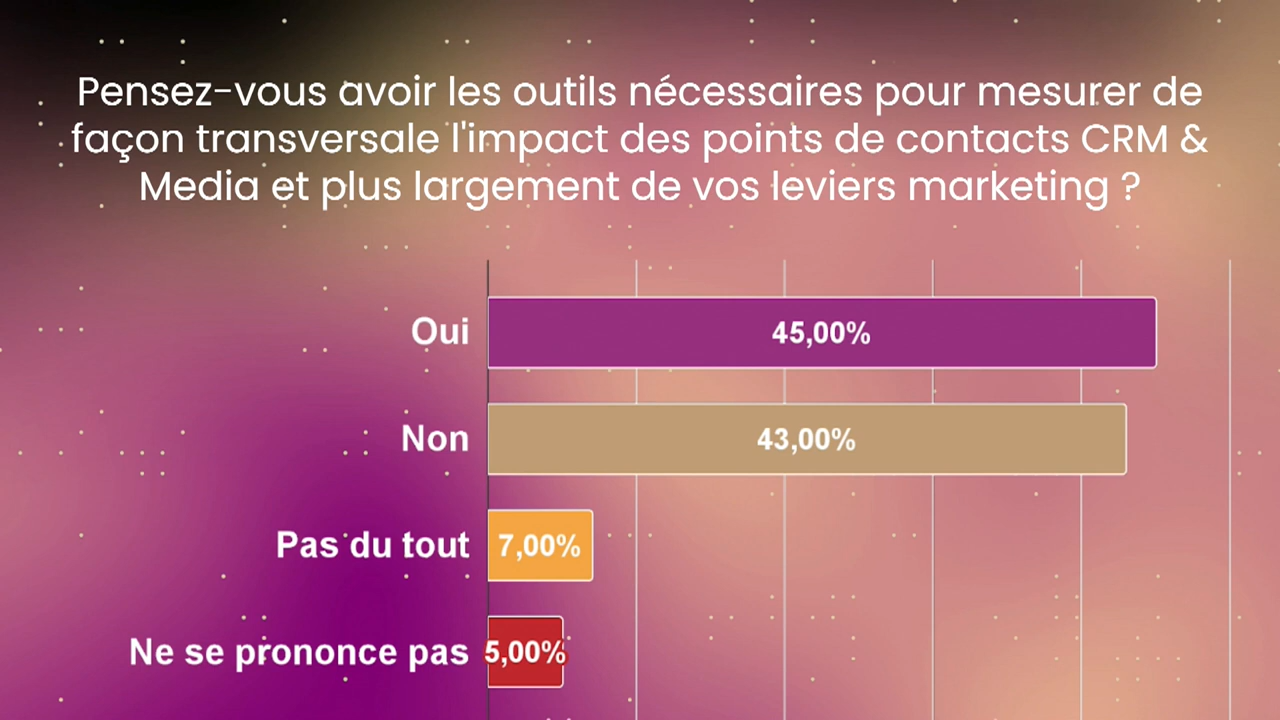 Pensez-vous avoir les outils nécessaires pour mesurer de
façon transversale l'impact des points de contacts CRM &
Media et plus largement de vos leviers marketing ?
Oui 45,00%
Non 43,00%
Pas du tout 7,00%
Ne se prononce pas 5,00%